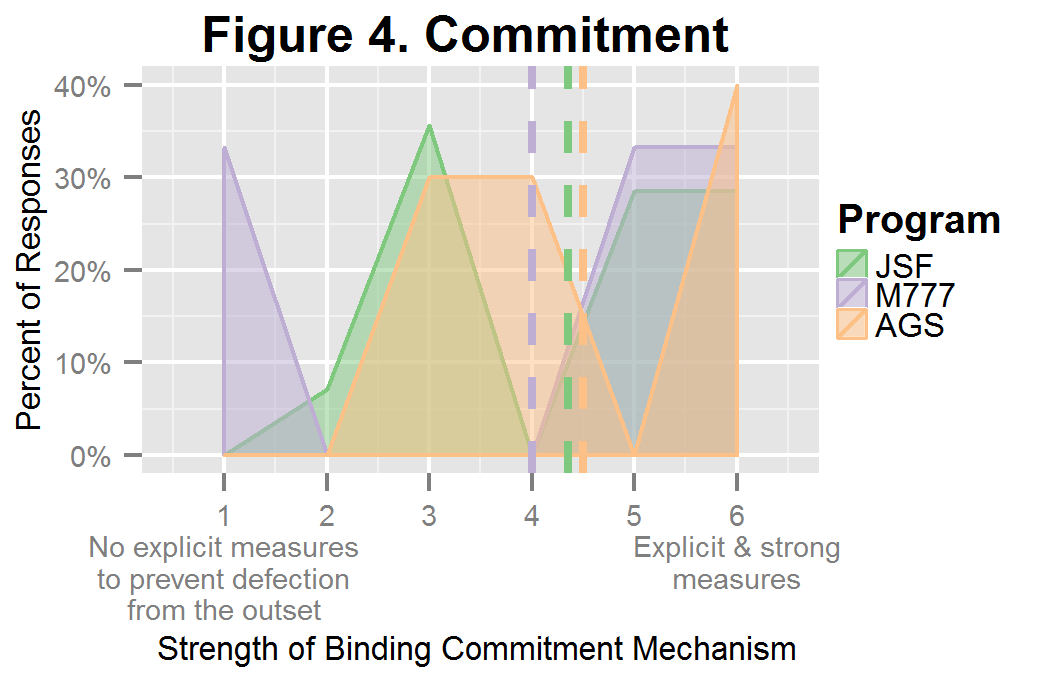 Figure 4. Commitment
Percent of Responses
40%
30%
20%
10%
0%
1 2 3 4 5 6
No explicit measures
to prevent defection
from the outset
Explicit & strong
measures
Strength of Binding Commitment Mechanism
Program
JSF
M777
AGS